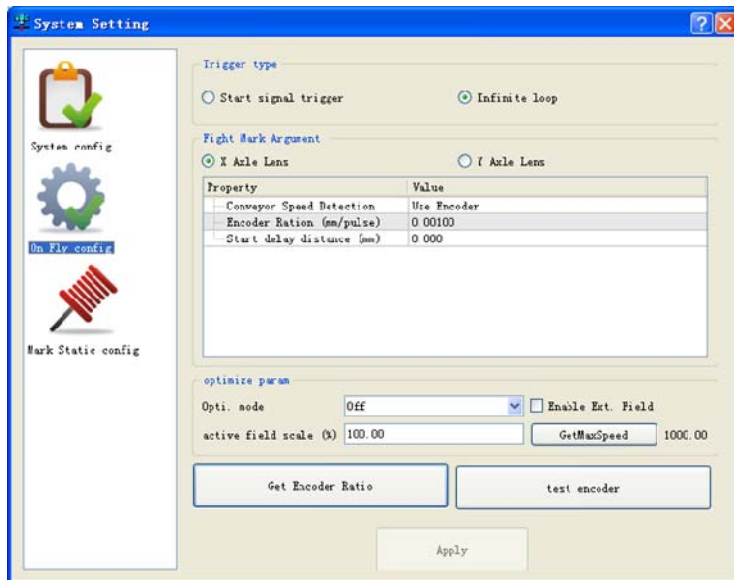 System Setting
System config
On Fly config
Mark Static config
Trigger type
Start signal trigger
Infinite loop
Fight Mark Argument
X Axle Lens
Y Axle Lens
Property Value
Conveyor Speed Detection Use Encoder
Encoder Ration (mm/pulse) 0.00100
Start delay distance (mm) 0.000
optimize param
Opti. mode Off Enable Ext. Field
active field scale (%) 100.00 GetMaxSpeed 1000.00
Get Encoder Ratio test encoder
Apply